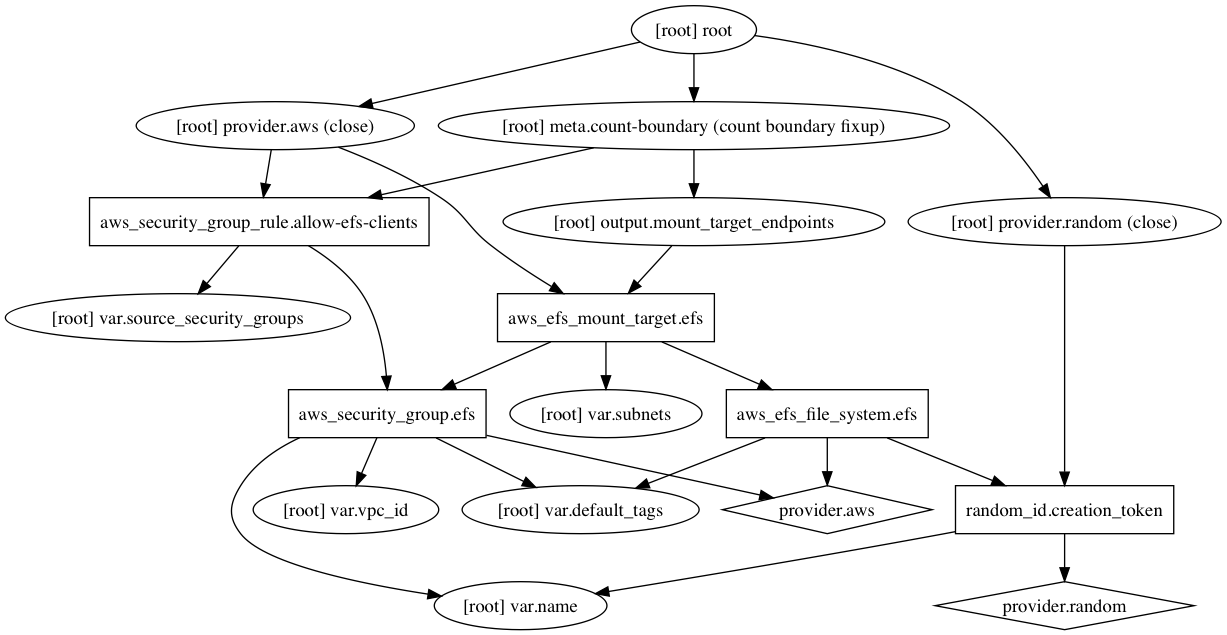 [root] root
[root] provider.aws (close)
[root] meta.count-boundary (count boundary fixup)
aws_security_group_rule.allow-efs-clients
[root] output.mount_target_endpoints
[root] provider.random (close)
[root] var.source_security_groups
aws_efs_mount_target.efs
aws_security_group.efs
[root] var.subnets
aws_efs_file_system.efs
[root] var.vpc_id
[root] var.default_tags
provider.aws
random_id.creation_token
[root] var.name
provider.random